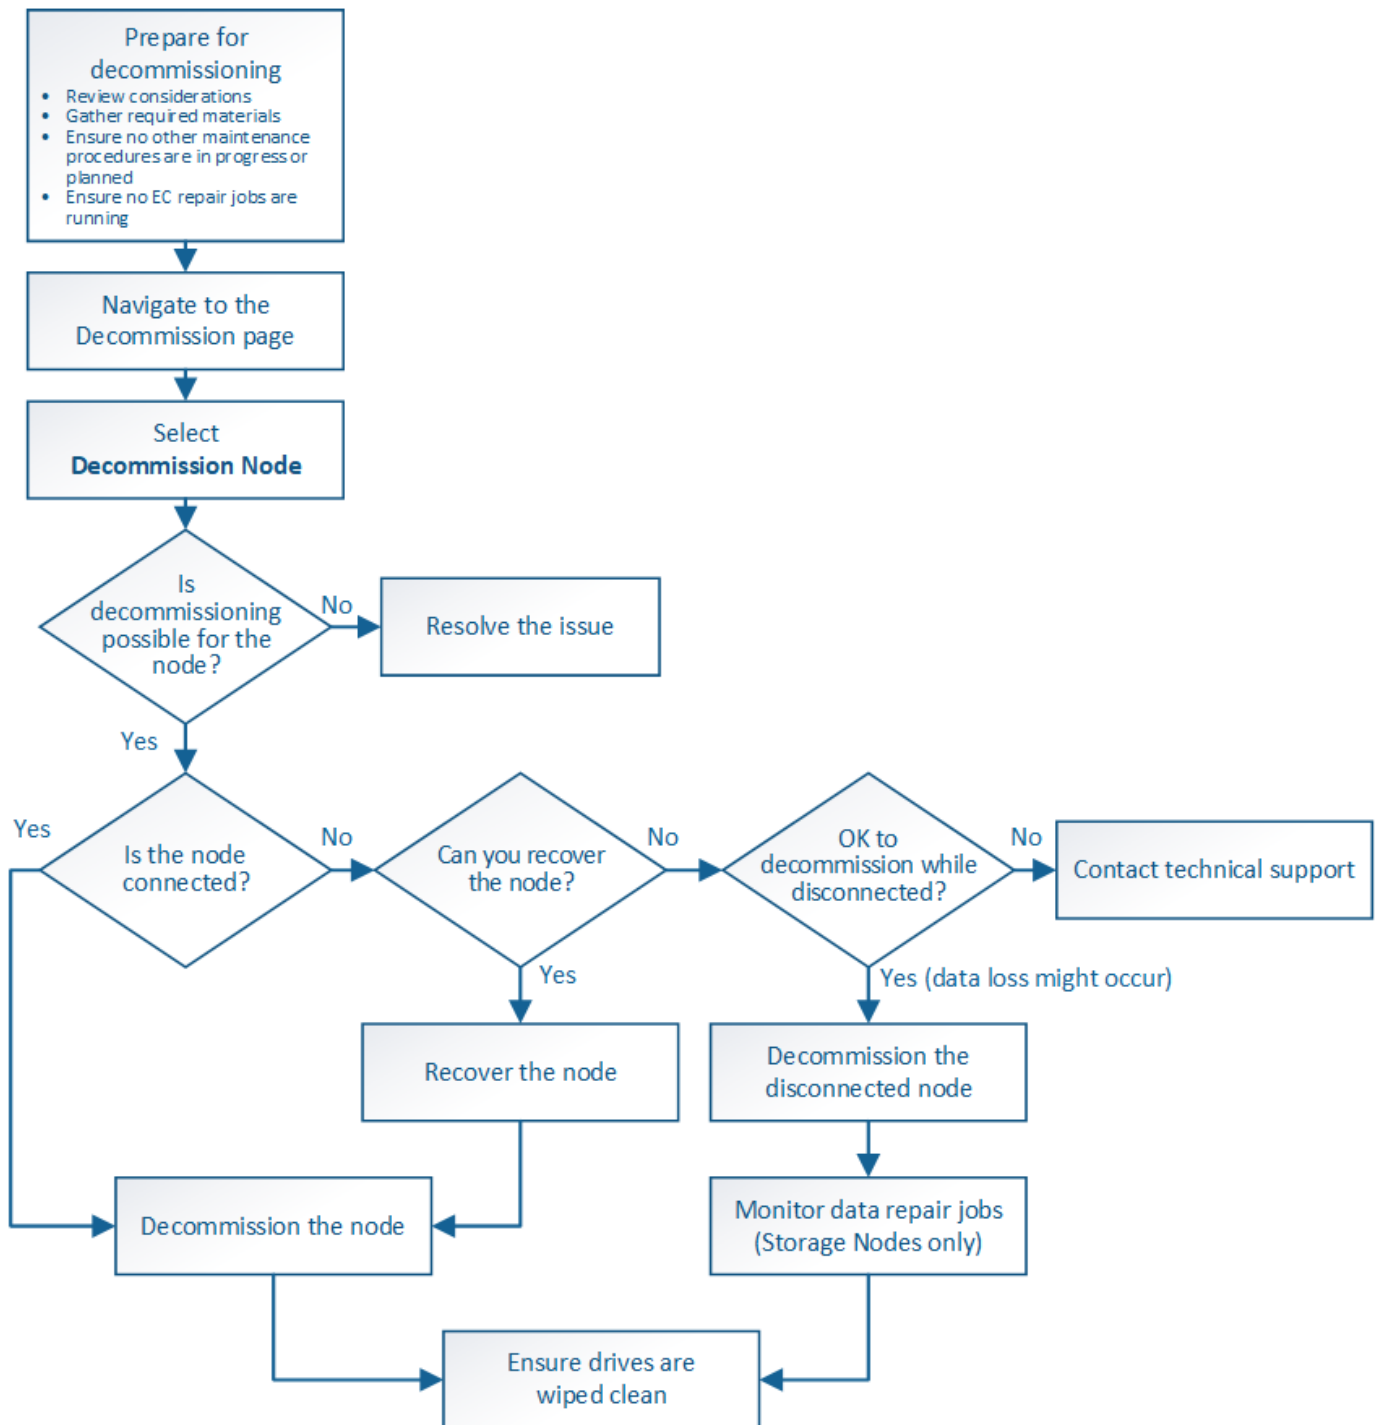 Prepare for
decommissioning
• Review considerations
• Gather required materials
• Ensure no other maintenance
procedures are in progress or
planned
• Ensure no EC repair jobs are
running
Navigate to the
Decommission page
Select
Decommission Node
Is
decommissioning
possible for the
node?
No
Resolve the issue
Yes
Yes
Is the node
connected?
No
Can you recover
the node?
No
OK to
decommission while
disconnected?
No
Contact technical support
Yes
Yes (data loss might occur)
Recover the node
Decommission the
disconnected node
Decommission the node
Monitor data repair jobs
(Storage Nodes only)
Ensure drives are
wiped clean